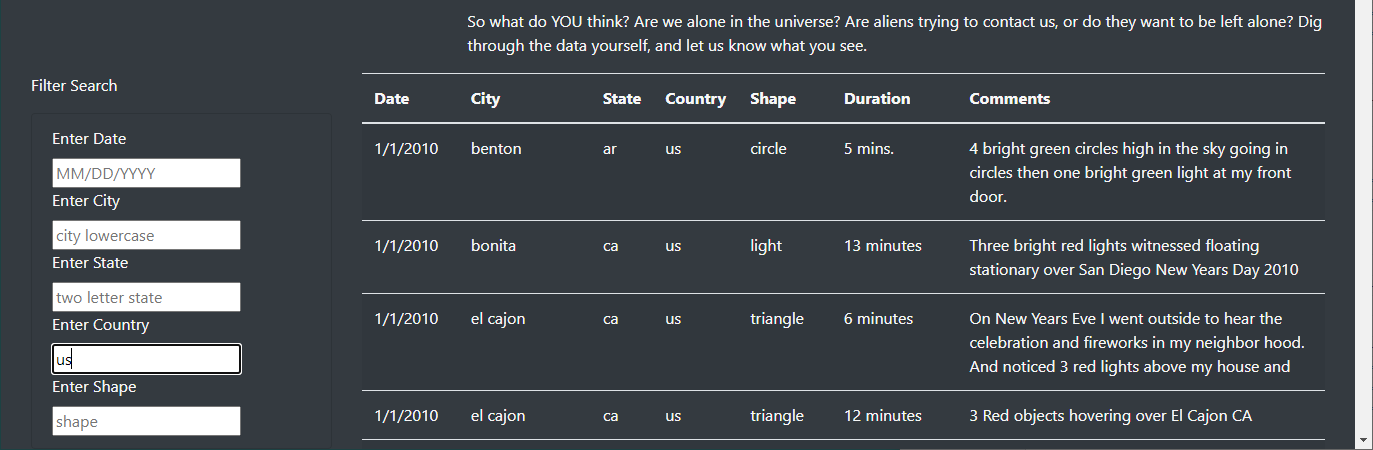 So what do YOU think? Are we alone in the universe? Are aliens trying to contact us, or do they want to be left alone? Dig
through the data yourself, and let us know what you see.
Filter Search
Enter Date
MM/DD/YYYY
Enter City
city lowercase
Enter State
two letter state
Enter Country
us
Enter Shape
shape
Date City State Country Shape Duration Comments
1/1/2010 benton ar us circle 5 mins. 4 bright green circles high in the sky going in
circles then one bright green light at my front
door.
1/1/2010 bonita ca us light 13 minutes Three bright red lights witnessed floating
stationary over San Diego New Years Day 2010
1/1/2010 el cajon ca us triangle 6 minutes On New Years Eve I went outside to hear the
celebration and fireworks in my neighbor hood.
And noticed 3 red lights above my house and
1/1/2010 el cajon ca us triangle 12 minutes 3 Red objects hovering over El Cajon CA